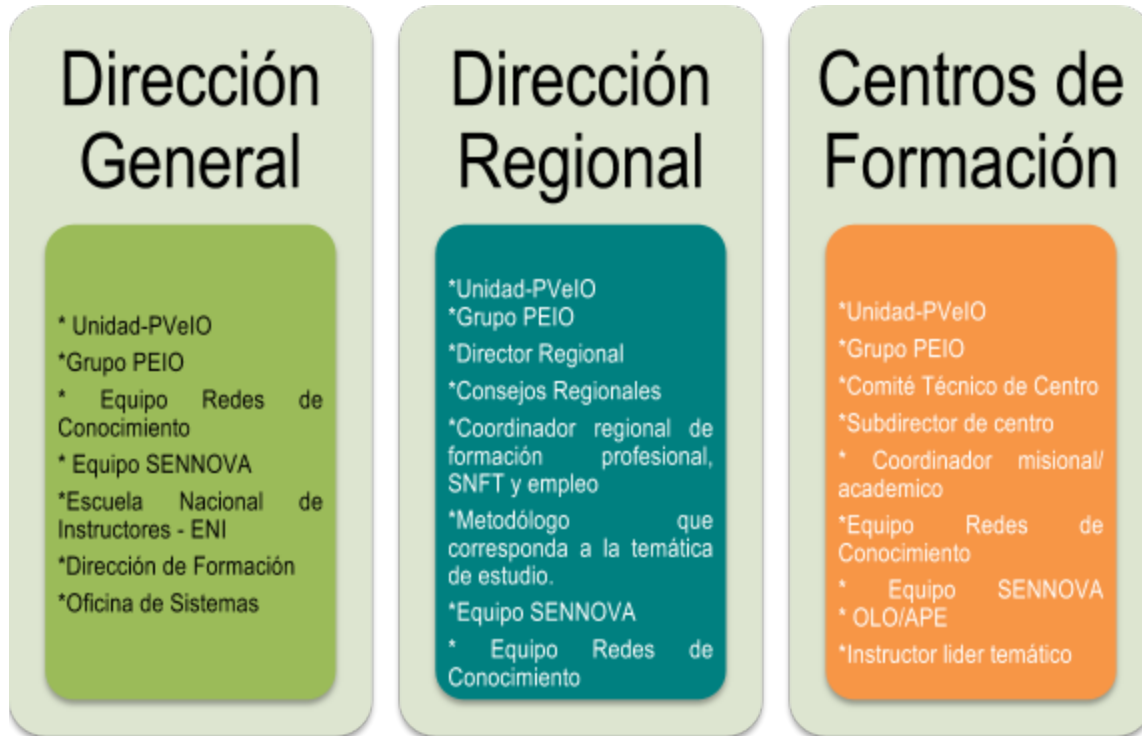 Dirección
General
* Unidad-PVeIO
*Grupo PEIO
* Equipo Redes de
Conocimiento
* Equipo SENNOVA
*Escuela Nacional de
Instructores - ENI
*Dirección de Formación
*Oficina de Sistemas
Dirección
Regional
*Unidad-PVeIO
*Grupo PEIO
*Director Regional
*Consejos Regionales
*Coordinador regional de
formación profesional,
SNFT y empleo
*Metodólogo que
corresponda a la temática
de estudio.
*Equipo SENNOVA
* Equipo Redes de
Conocimiento
Centros de
Formación
*Unidad-PVeIO
*Grupo PEIO
*Comité Técnico de Centro
*Subdirector de centro
* Coordinador misional/
academico
*Equipo Redes de
Conocimiento
* Equipo SENNOVA
* OLO/APE
*Instructor lider temático